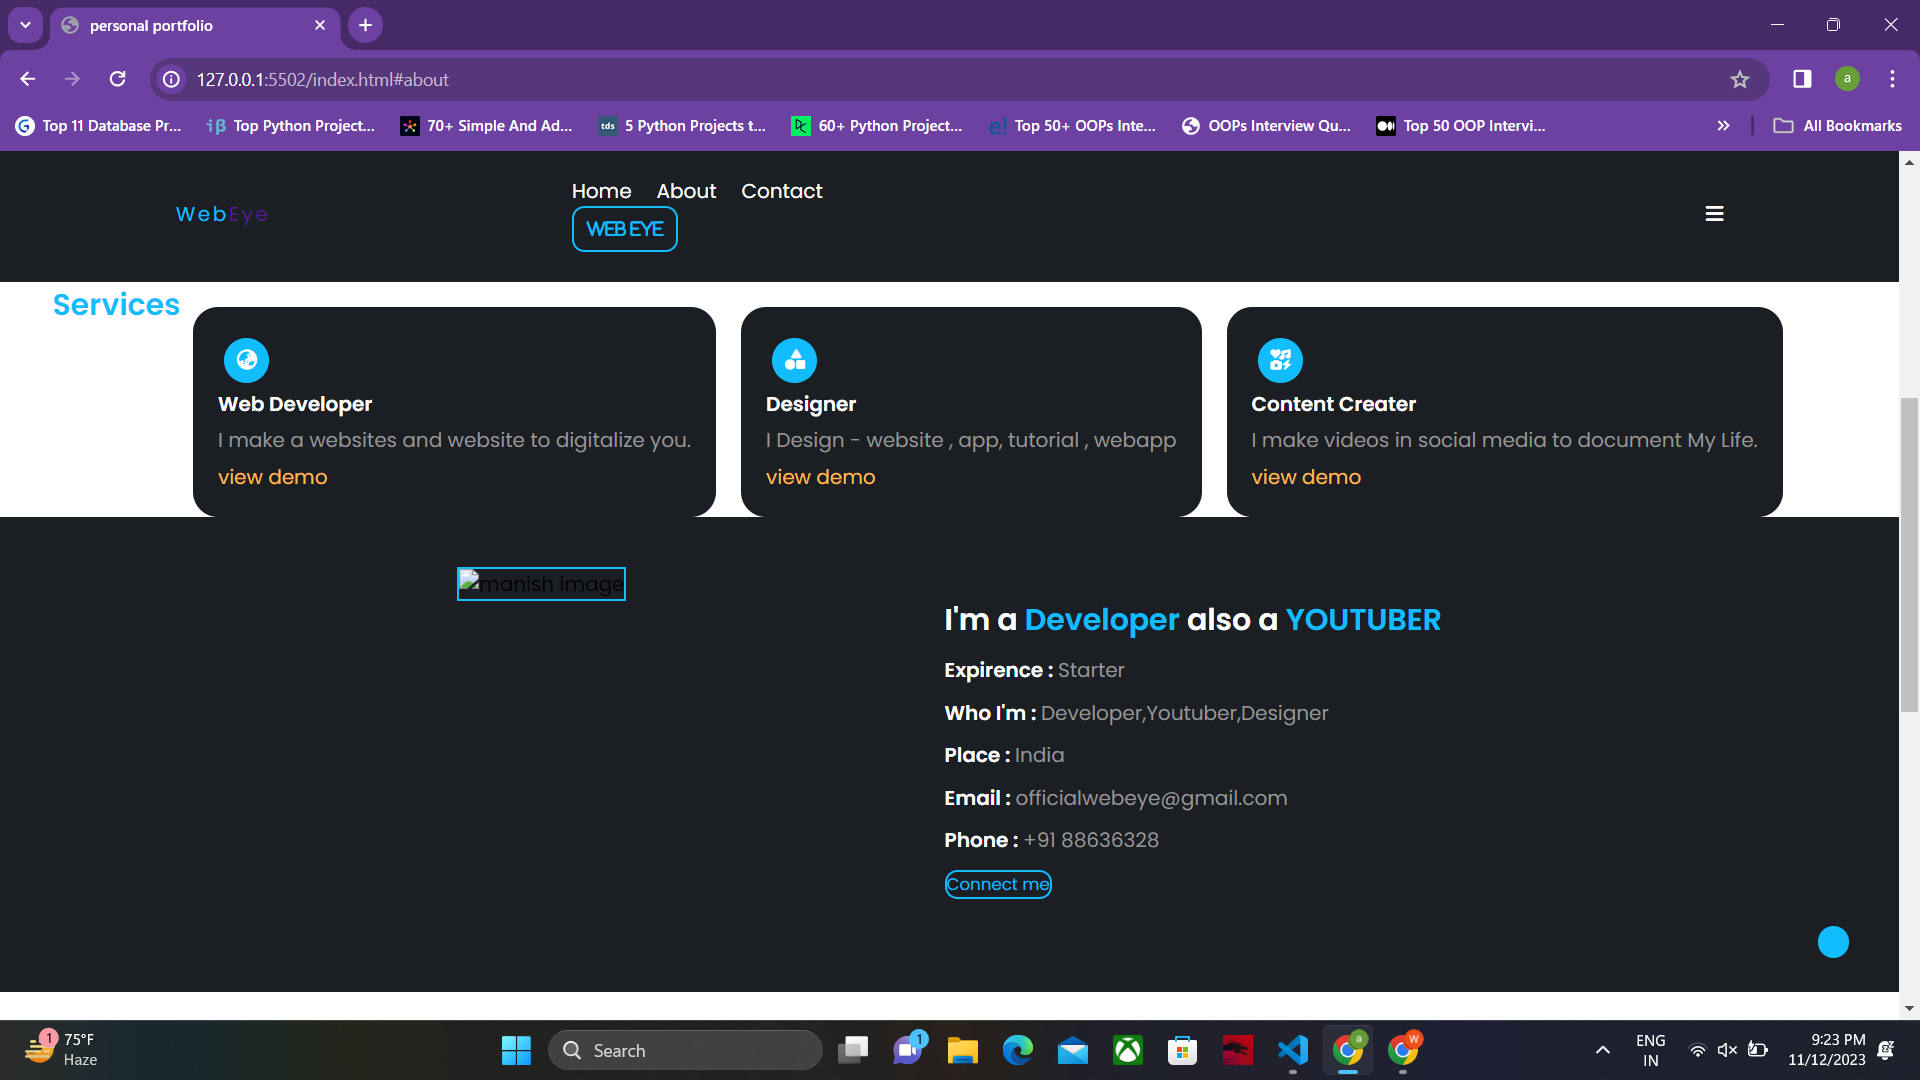 personal portfolio
127.0.0.1:5502/index.html#about
Top 11 Database Pr... Top Python Project... 70+ Simple And Ad... tds 5 Python Projects t... 60+ Python Project... e! Top 50+ OOPs Inte... OOPs Interview Qu... Top 50 OOP Intervi... » All Bookmarks
Home About Contact
WebEye
WEB EYE
Services
Web Developer
I make a websites and website to digitalize you.
view demo
Designer
I Design - website , app, tutorial , webapp
view demo
Content Creater
I make videos in social media to document My Life.
view demo
manish image
I'm a Developer also a YOUTUBER
Expirence : Starter
Who I'm : Developer,Youtuber,Designer
Place : India
Email : officialwebeye@gmail.com
Phone : +91 88636328
Connect me
1
75°F
Haze
Search
1
a
W
ENG
IN
9:23 PM
11/12/2023